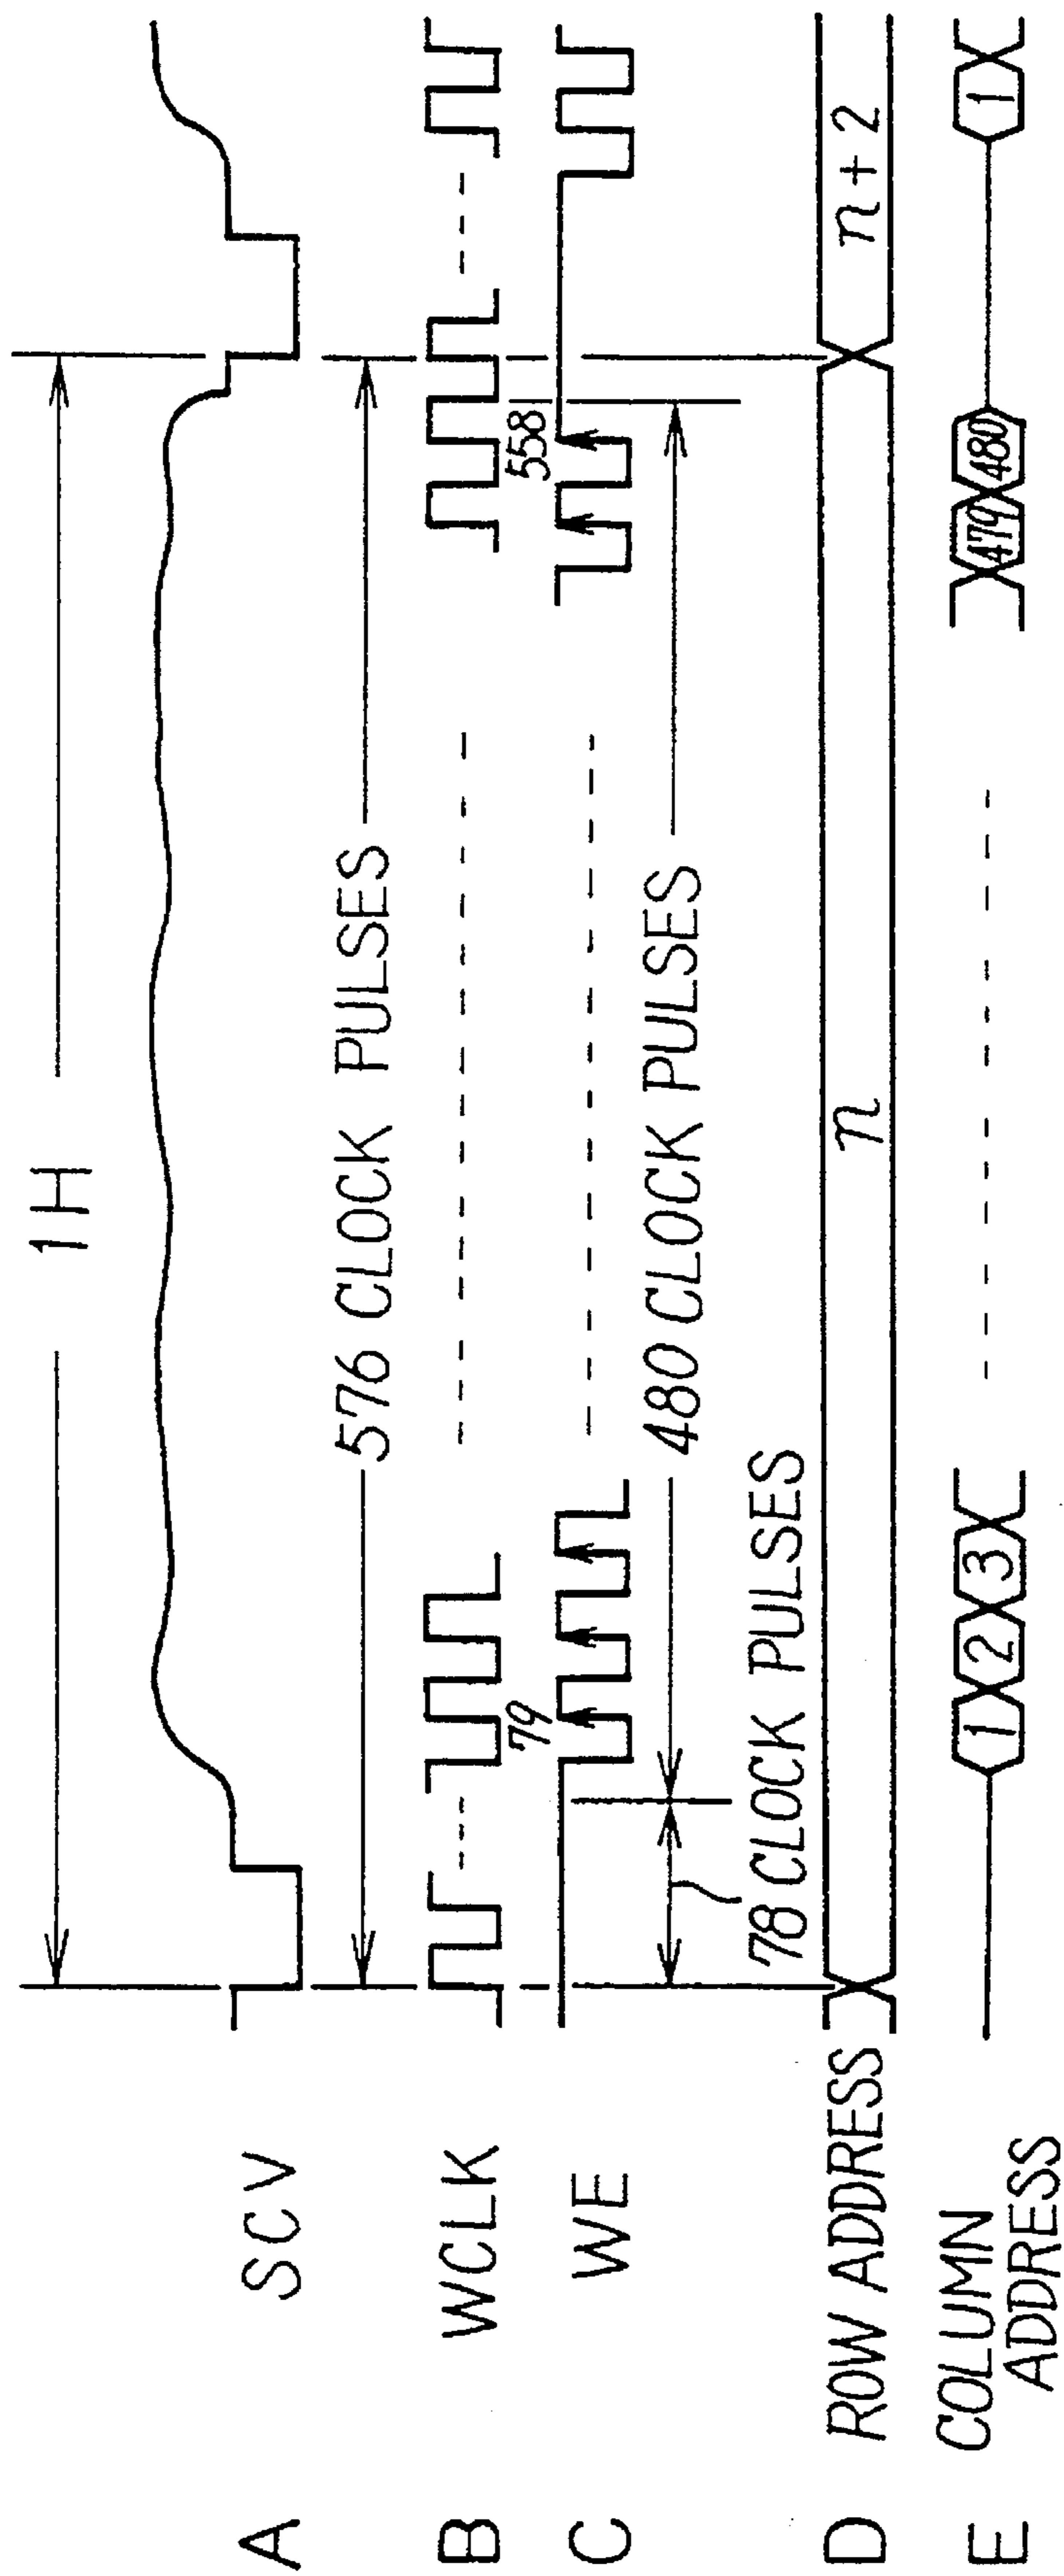 1H
A SCV
576 CLOCK PULSES
B WCLK
79 558
C WE
480 CLOCK PULSES
78 CLOCK PULSES
D ROW ADDRESS n n+2
E COLUMN ADDRESS 1 2 3 479 480 1